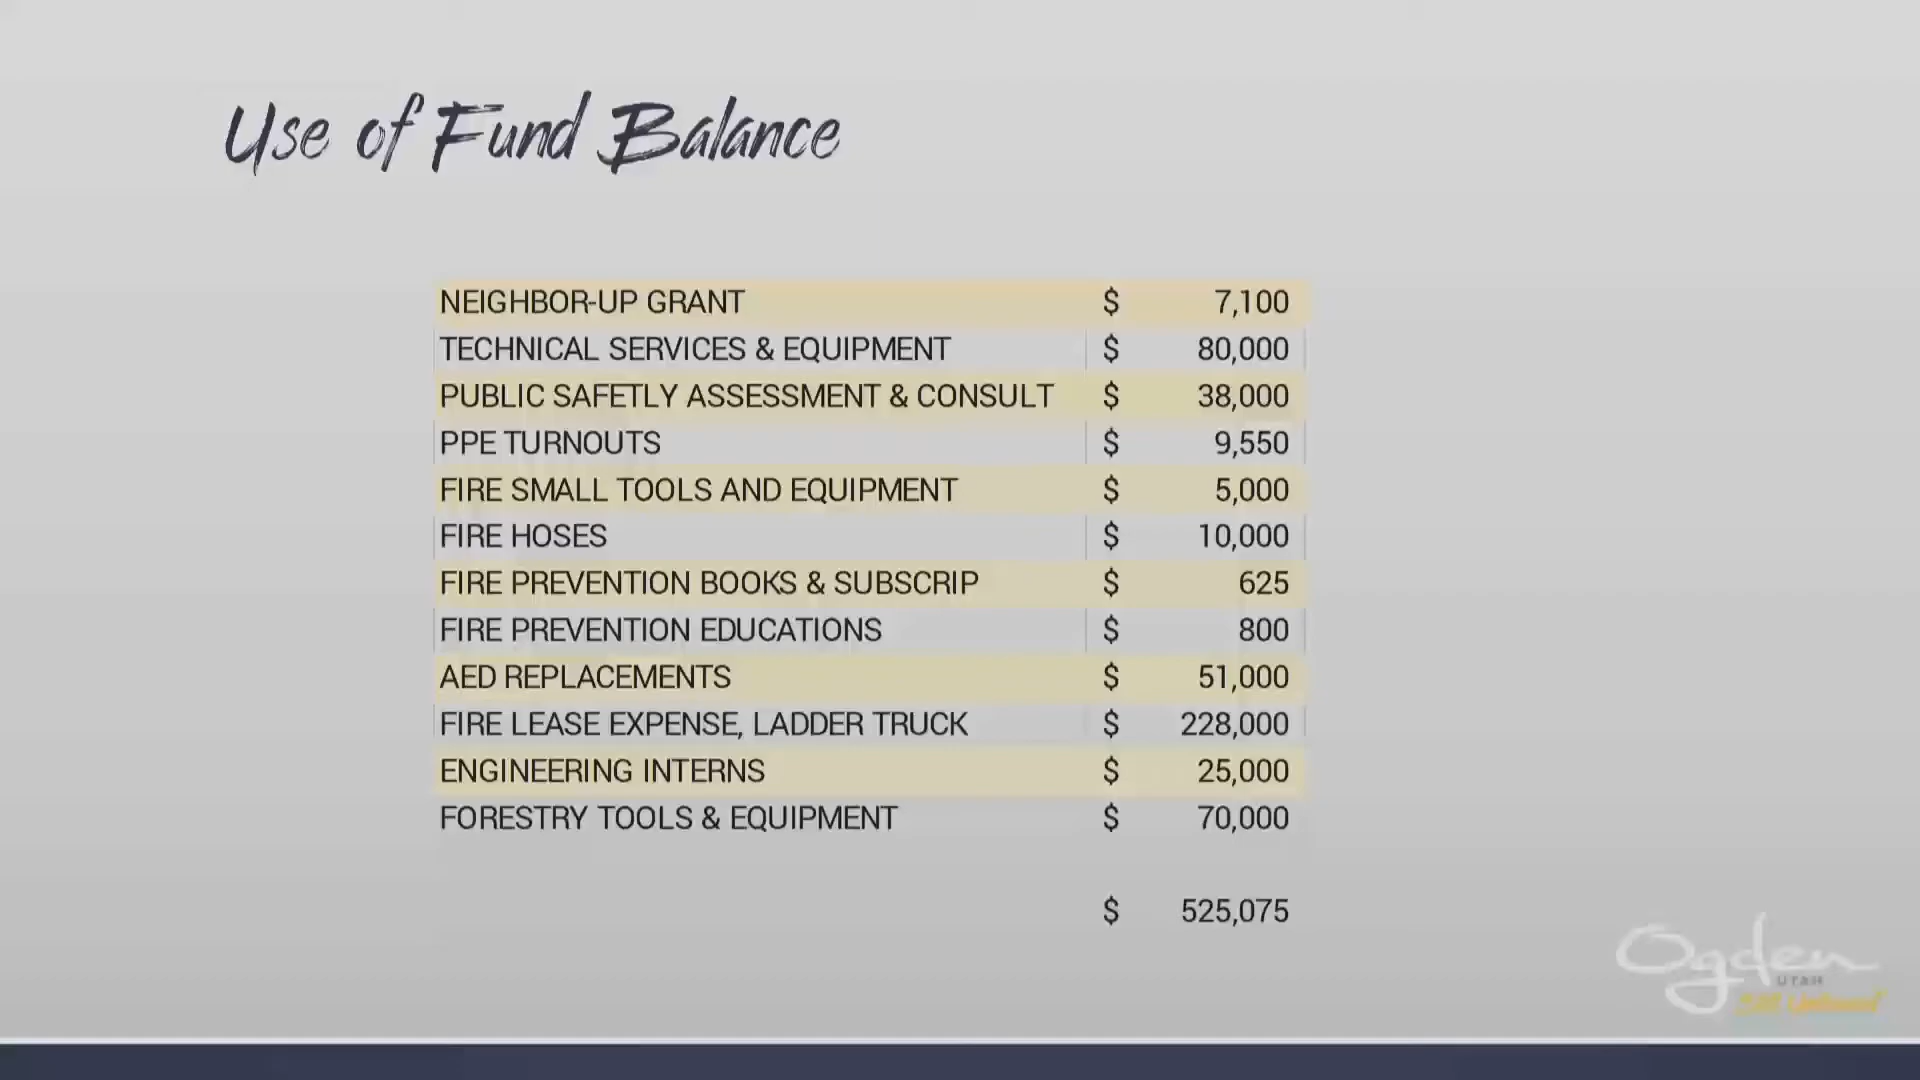 Use of Fund Balance
NEIGHBOR-UP GRANT $ 7,100
TECHNICAL SERVICES & EQUIPMENT $ 80,000
PUBLIC SAFETLY ASSESSMENT & CONSULT $ 38,000
PPE TURNOUTS $ 9,550
FIRE SMALL TOOLS AND EQUIPMENT $ 5,000
FIRE HOSES $ 10,000
FIRE PREVENTION BOOKS & SUBSCRIP $ 625
FIRE PREVENTION EDUCATIONS $ 800
AED REPLACEMENTS $ 51,000
FIRE LEASE EXPENSE, LADDER TRUCK $ 228,000
ENGINEERING INTERNS $ 25,000
FORESTRY TOOLS & EQUIPMENT $ 70,000
$ 525,075
Ogden
UTAH
Still Untamed